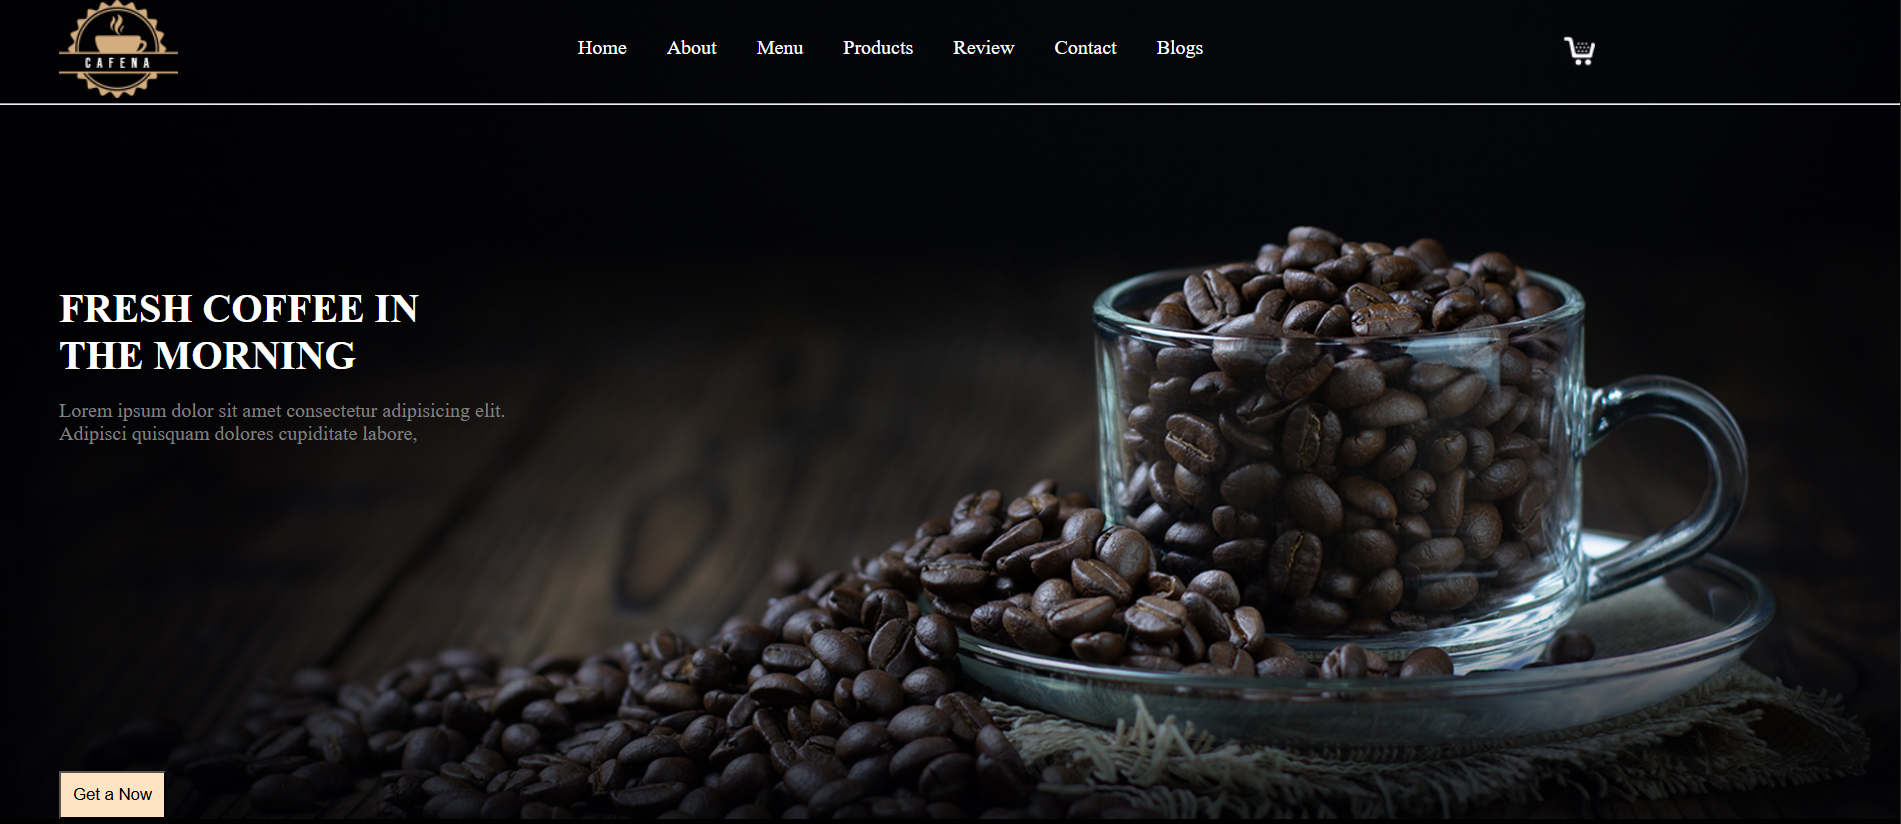 CAFENA
Home About Menu Products Review Contact Blogs
FRESH COFFEE IN
THE MORNING
Lorem ipsum dolor sit amet consectetur adipisicing elit.
Adipisci quisquam dolores cupiditate labore,
Get a Now